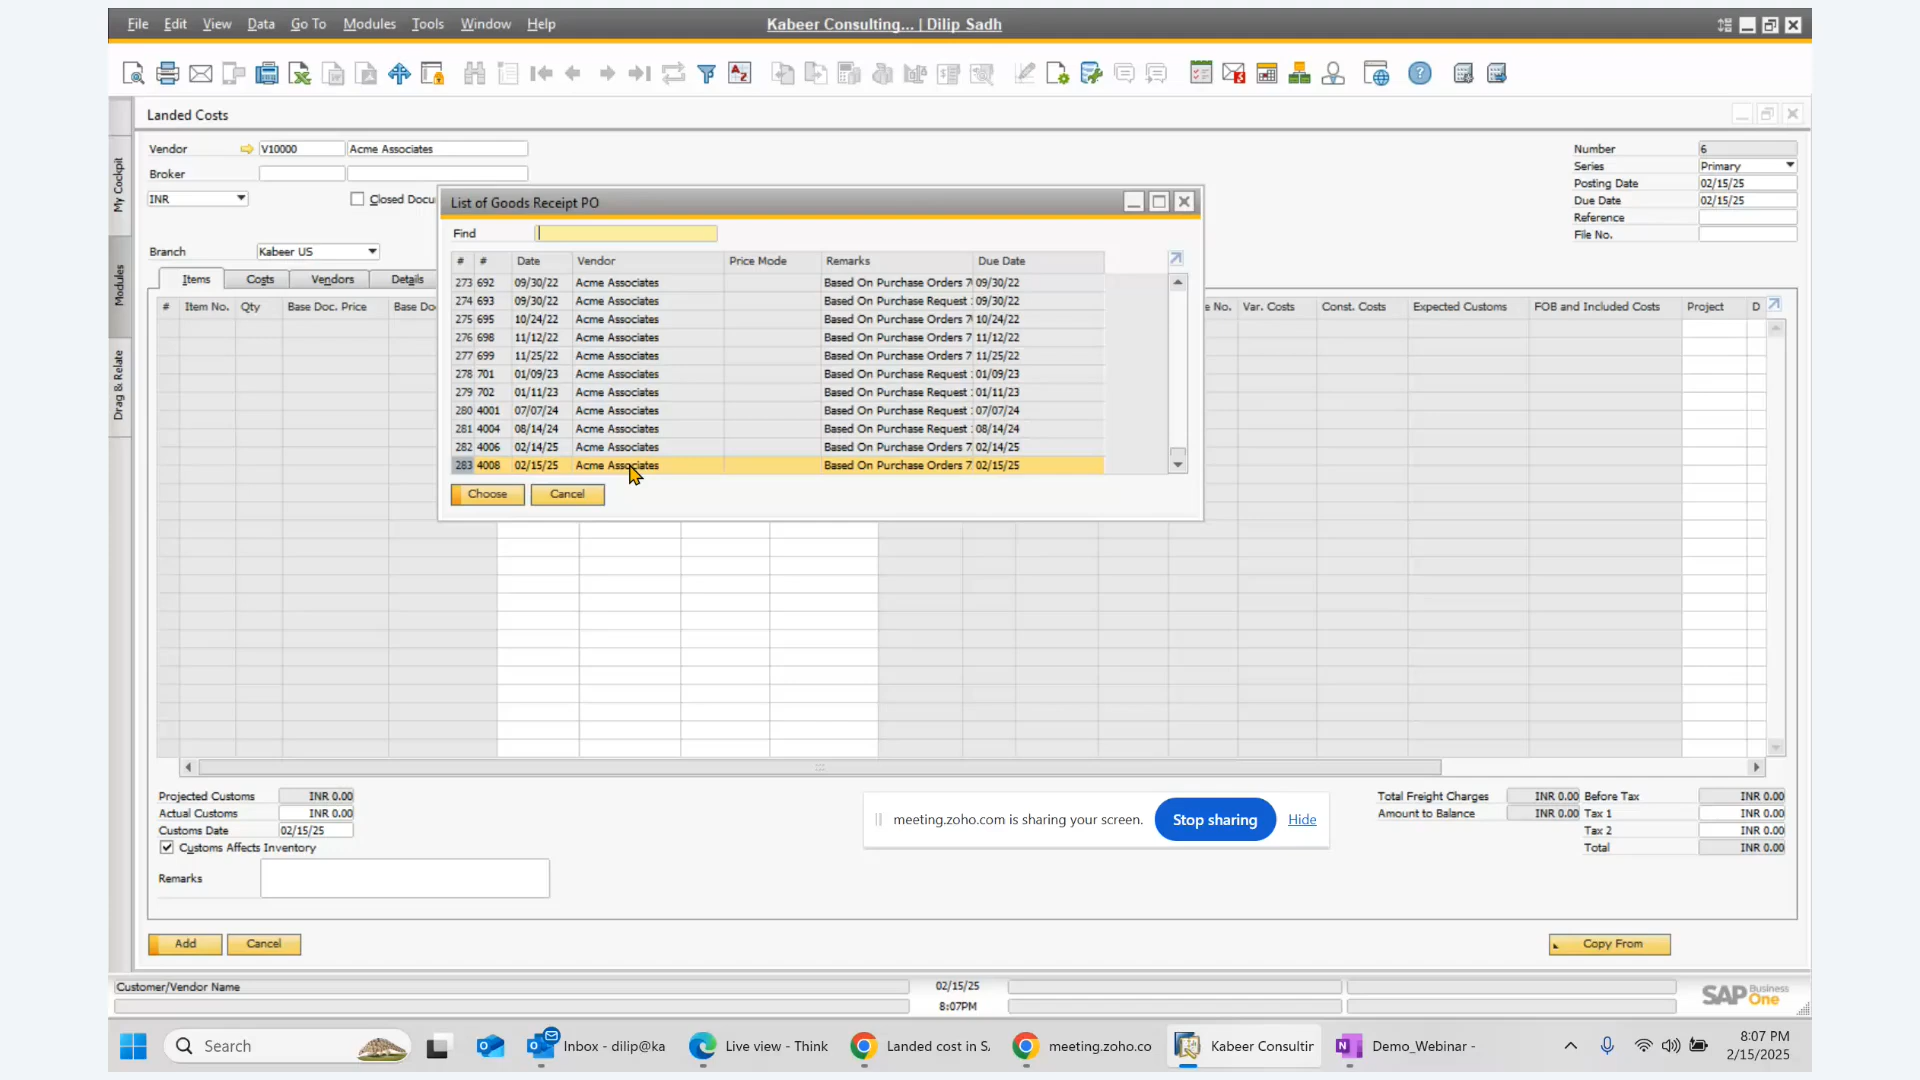 File Edit View Data Go To Modules Tools Window Help
Kabeer Consulting... | Dilip_Sadh
Landed Costs
Vendor V10000 Acme Associates
Broker
INR Closed Docu
Branch Kabeer US
Number 6
Series Primary
Posting Date 02/15/25
Due Date 02/15/25
Reference
File No.
My Cockpit
Modules
Drag & Relate
Items Costs Vendors Details
# Item No. Qty Base Doc. Price Base Do
e No. Var. Costs Const. Costs Expected Customs FOB and Included Costs Project D
List of Goods Receipt PO
Find
# # Date Vendor Price Mode Remarks Due Date
273 692 09/30/22 Acme Associates Based On Purchase Orders 7 09/30/22
274 693 09/30/22 Acme Associates Based On Purchase Request : 09/30/22
275 695 10/24/22 Acme Associates Based On Purchase Orders 7 10/24/22
276 698 11/12/22 Acme Associates Based On Purchase Orders 7 11/12/22
277 699 11/25/22 Acme Associates Based On Purchase Orders 7 11/25/22
278 701 01/09/23 Acme Associates Based On Purchase Request : 01/09/23
279 702 01/11/23 Acme Associates Based On Purchase Request : 01/11/23
280 4001 07/07/24 Acme Associates Based On Purchase Request : 07/07/24
281 4004 08/14/24 Acme Associates Based On Purchase Request : 08/14/24
282 4006 02/14/25 Acme Associates Based On Purchase Orders 7 02/14/25
283 4008 02/15/25 Acme Associates Based On Purchase Orders 7 02/15/25
Choose Cancel
Projected Customs INR 0.00
Actual Customs INR 0.00
Customs Date 02/15/25
Customs Affects Inventory
Remarks
meeting.zoho.com is sharing your screen. Stop sharing Hide
Total Freight Charges INR 0.00 Before Tax INR 0.00
Amount to Balance INR 0.00 Tax 1 INR 0.00
Tax 2 INR 0.00
Total INR 0.00
Add Cancel Copy From
Customer/Vendor Name 02/15/25
8:07PM
SAP Business One
Search Inbox - dilip@ka Live view - Think Landed cost in S. meeting.zoho.co Kabeer Consultir Demo_Webinar - 8:07 PM
2/15/2025